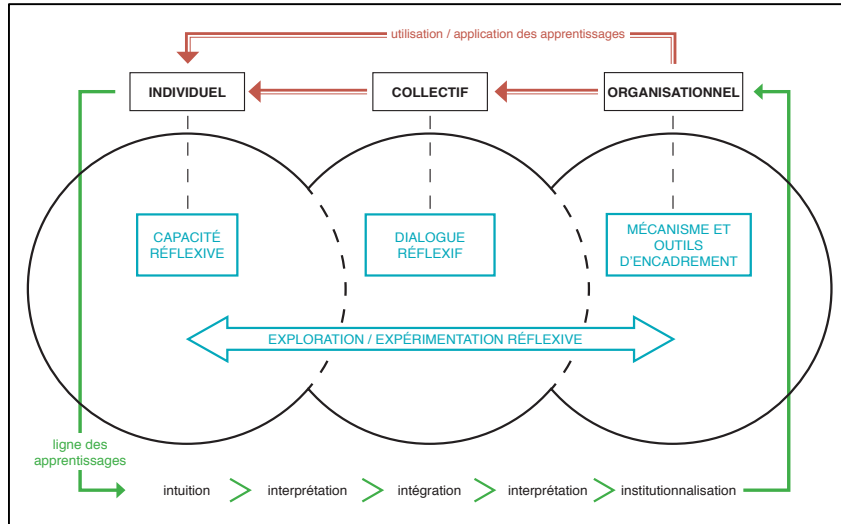 utilisation / application des apprentissages
INDIVIDUEL
COLLECTIF
ORGANISATIONNEL
CAPACITÉ
RÉFLEXIVE
DIALOGUE
RÉFLEXIF
MÉCANISME ET
OUTILS
D'ENCADREMENT
EXPLORATION / EXPÉRIMENTATION RÉFLEXIVE
ligne des
apprentissages
intuition
interprétation
intégration
interprétation
institutionnalisation